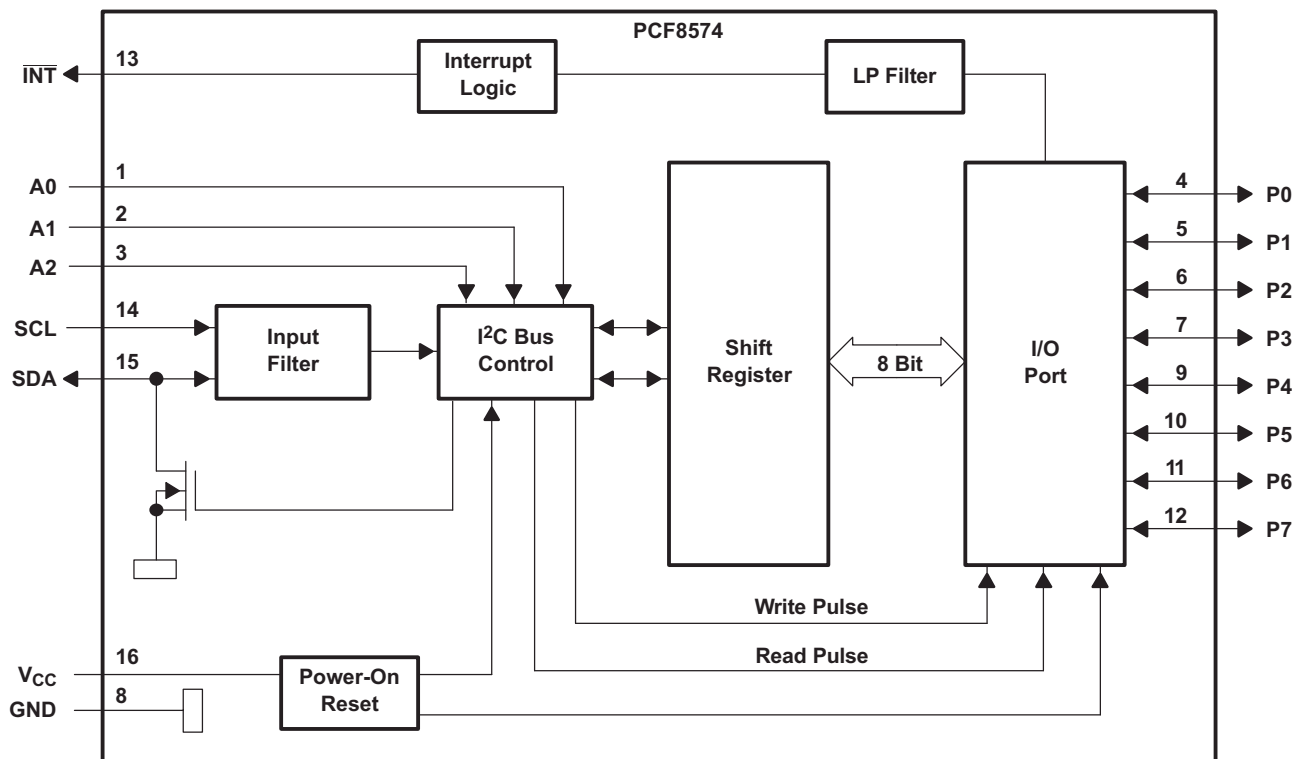 PCF8574
INT 13
Interrupt
Logic
LP Filter
A0 1
A1 2
A2 3
SCL 14
SDA 15
Input
Filter
I²C Bus
Control
Shift
Register
8 Bit
I/O
Port
4 P0
5 P1
6 P2
7 P3
9 P4
10 P5
11 P6
12 P7
Write Pulse
Read Pulse
VCC 16
GND 8
Power-On
Reset